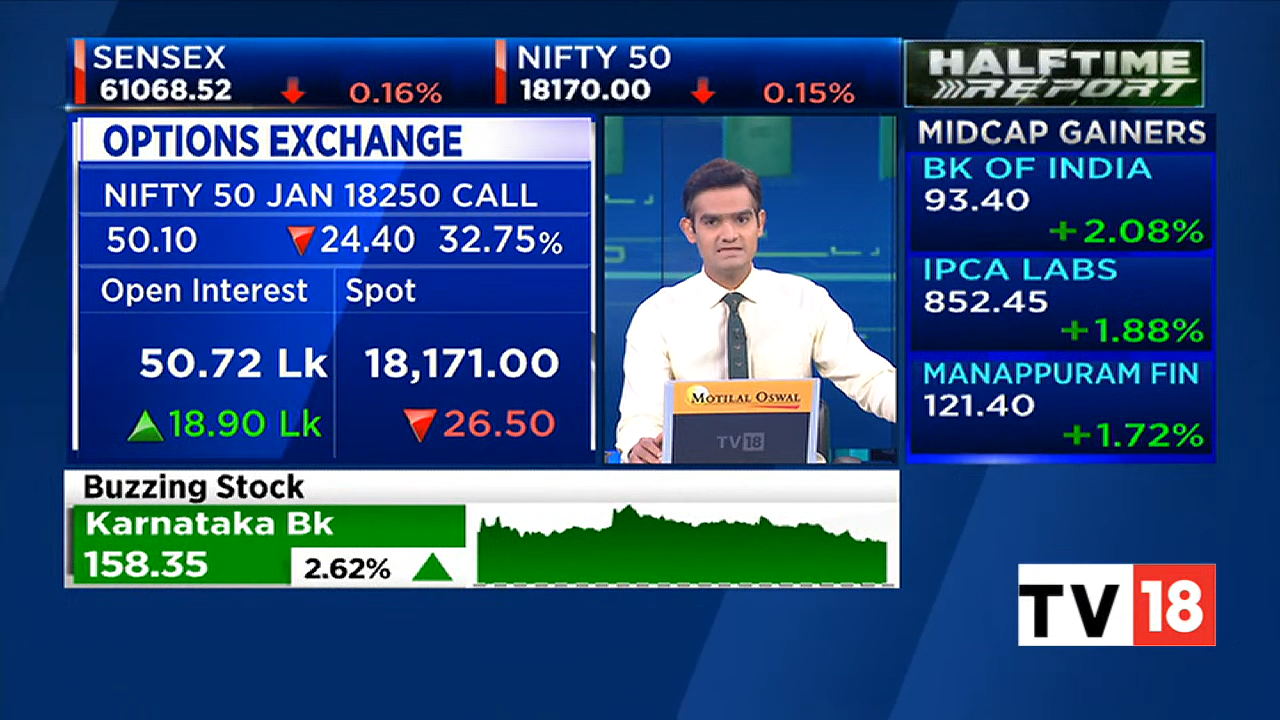 SENSEX
61068.52 0.16%
NIFTY 50
18170.00 0.15%
HALFTIME
REPORT
OPTIONS EXCHANGE
NIFTY 50 JAN 18250 CALL
50.10 24.40 32.75%
Open Interest Spot
50.72 Lk 18,171.00
18.90 Lk 26.50
MOTILAL OSWAL
TV18
MIDCAP GAINERS
BK OF INDIA
93.40
+2.08%
IPCA LABS
852.45
+1.88%
MANAPPURAM FIN
121.40
+1.72%
Buzzing Stock
Karnataka Bk
158.35 2.62%
TV18